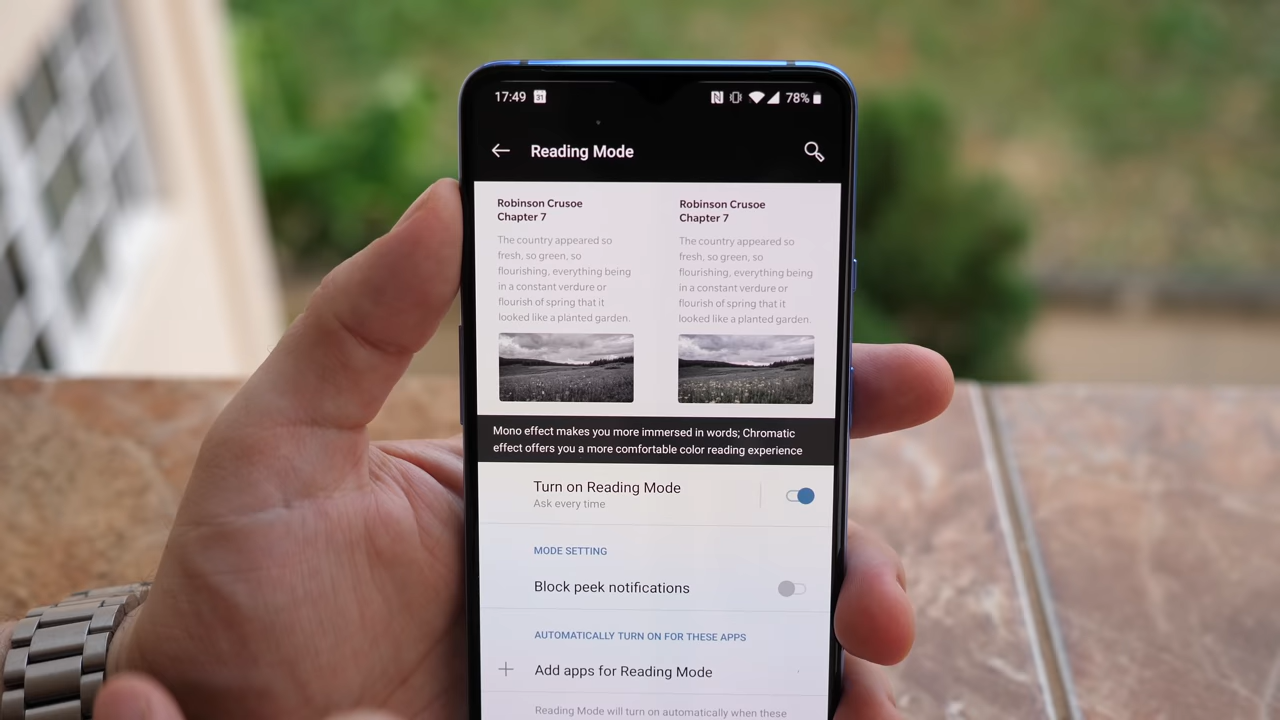 17:49 31 78%
Reading Mode
Robinson Crusoe
Chapter 7
The country appeared so
fresh, so green, so
flourishing, everything being
in a constant verdure or
flourish of spring that it
looked like a planted garden.
Robinson Crusoe
Chapter 7
The country appeared so
fresh, so green, so
flourishing, everything being
in a constant verdure or
flourish of spring that it
looked like a planted garden.
Mono effect makes you more immersed in words; Chromatic
effect offers you a more comfortable color reading experience
Turn on Reading Mode
Ask every time
MODE SETTING
Block peek notifications
AUTOMATICALLY TURN ON FOR THESE APPS
Add apps for Reading Mode
Reading Mode will turn on automatically when these